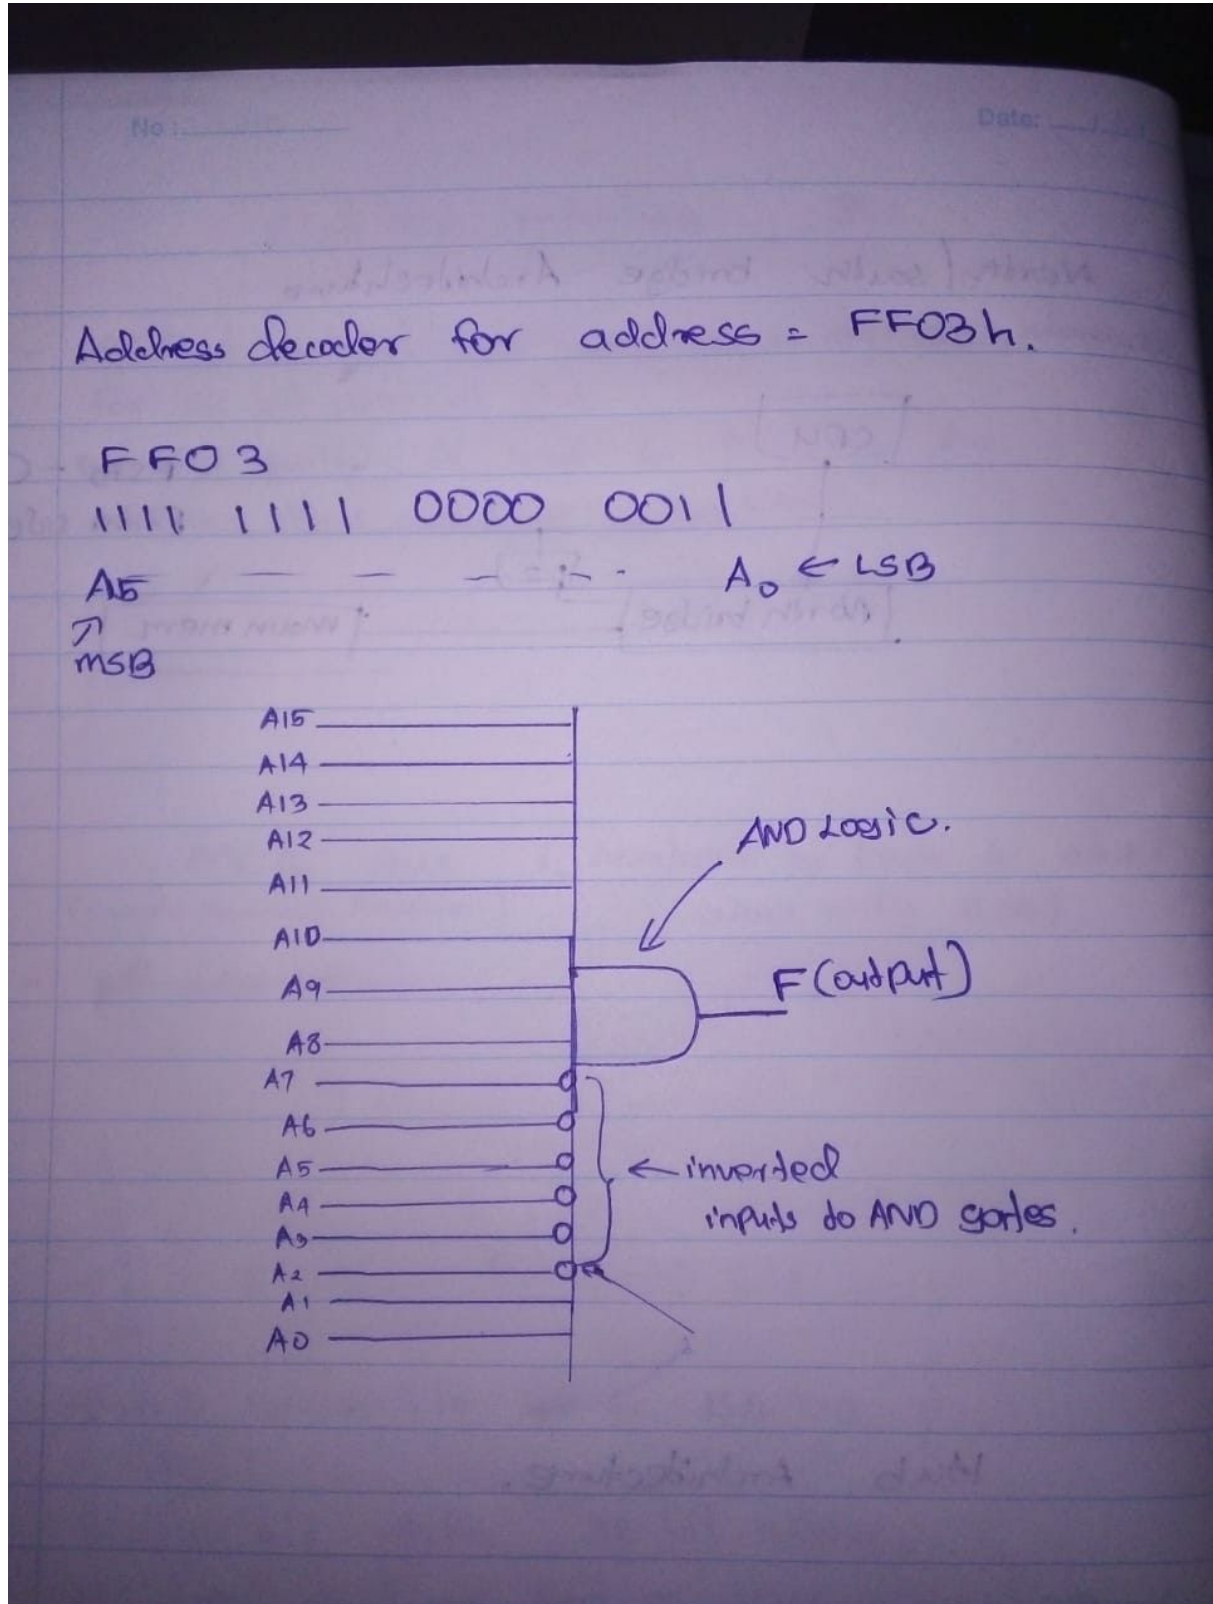 No :
Date:
Address decoder for address = FF03h.
FF03
1111 1111 0000 0011
A15 - - - - - A0 ← LSB
MSB
A15
A14
A13
A12
AND Logic.
A11
A10
A9
F(output)
A8
A7
A6
A5
← inverted
A4
inputs to AND gates.
A3
A2
A1
A0